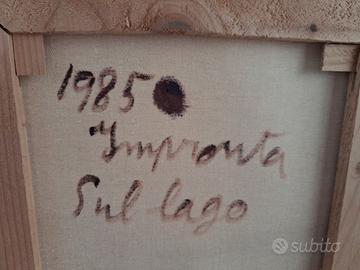 1985
Impronta
Sul lago
subito